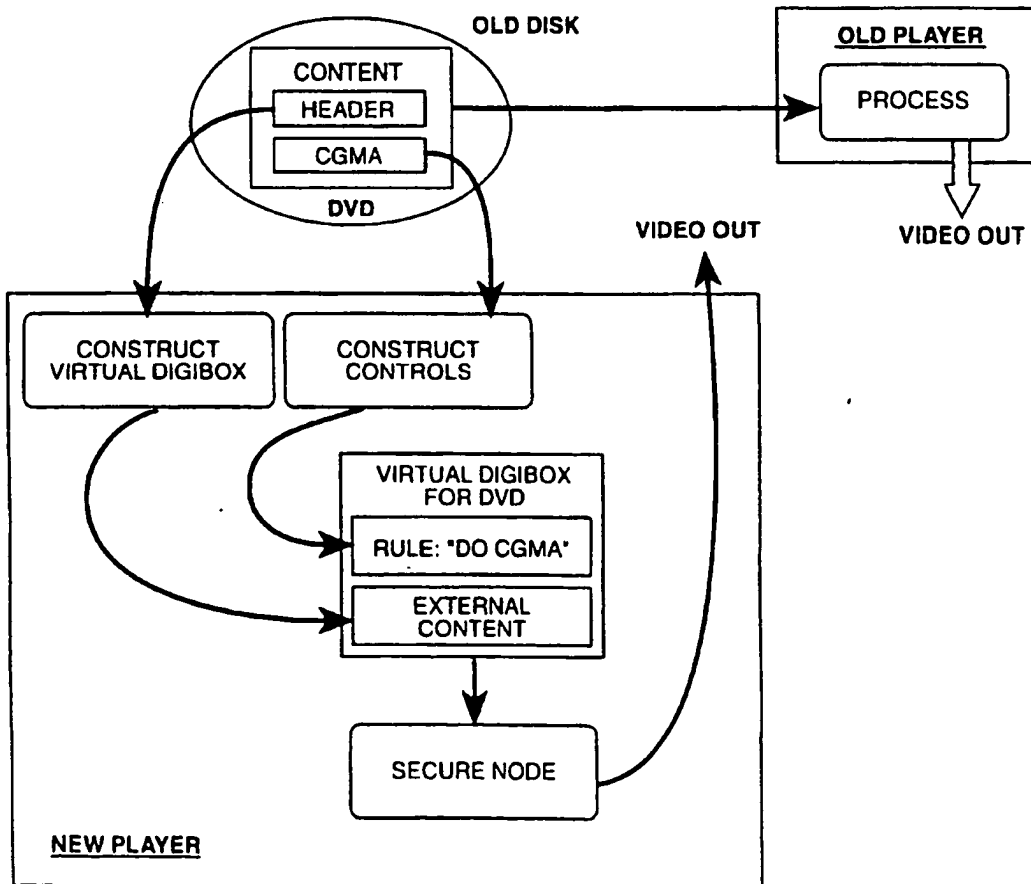 OLD DISK
CONTENT
HEADER
CGMA
DVD
OLD PLAYER
PROCESS
VIDEO OUT
VIDEO OUT
CONSTRUCT
VIRTUAL DIGIBOX
CONSTRUCT
CONTROLS
VIRTUAL DIGIBOX
FOR DVD
RULE: "DO CGMA"
EXTERNAL
CONTENT
SECURE NODE
NEW PLAYER